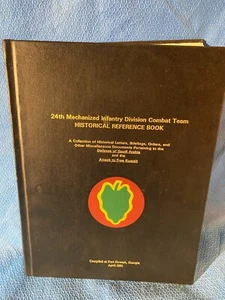 24th Mechanized Infantry Division Combat Team
HISTORICAL REFERENCE BOOK
A Collection of Historical Letters, Briefings, Orders, and
Other Miscellaneous Documents Pertaining to the
Defense of Saudi Arabia
and the
Attack to Free Kuwait
Compiled at Fort Stewart, Georgia
April 1991